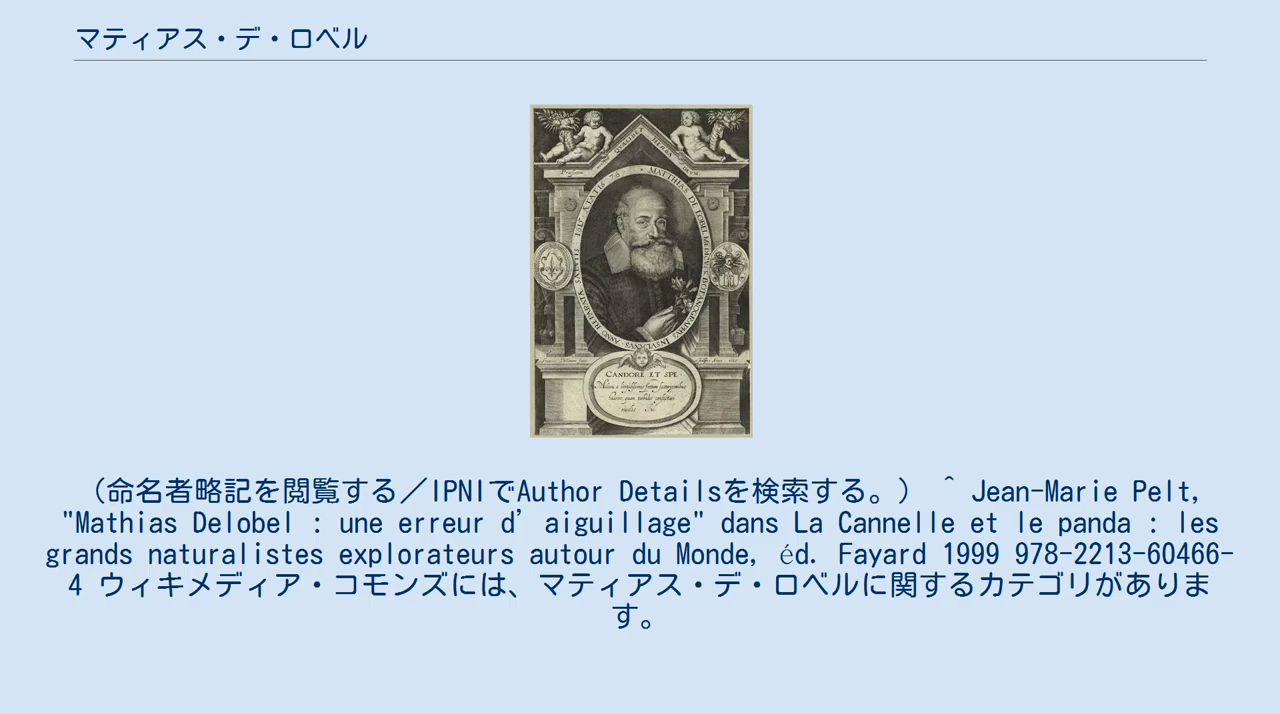 マティアス・デ・ロベル
MATTHIAS DE LOBEL
CANDORE ET SPE
（命名者略記を閲覧する／IPNIでAuthor Detailsを検索する。） ^ Jean-Marie Pelt,
"Mathias Delobel : une erreur d’aiguillage" dans La Cannelle et le panda : les
grands naturalistes explorateurs autour du Monde, éd. Fayard 1999 978-2213-60466-
4 ウィキメディア・コモンズには、マティアス・デ・ロベルに関するカテゴリがありま
す。